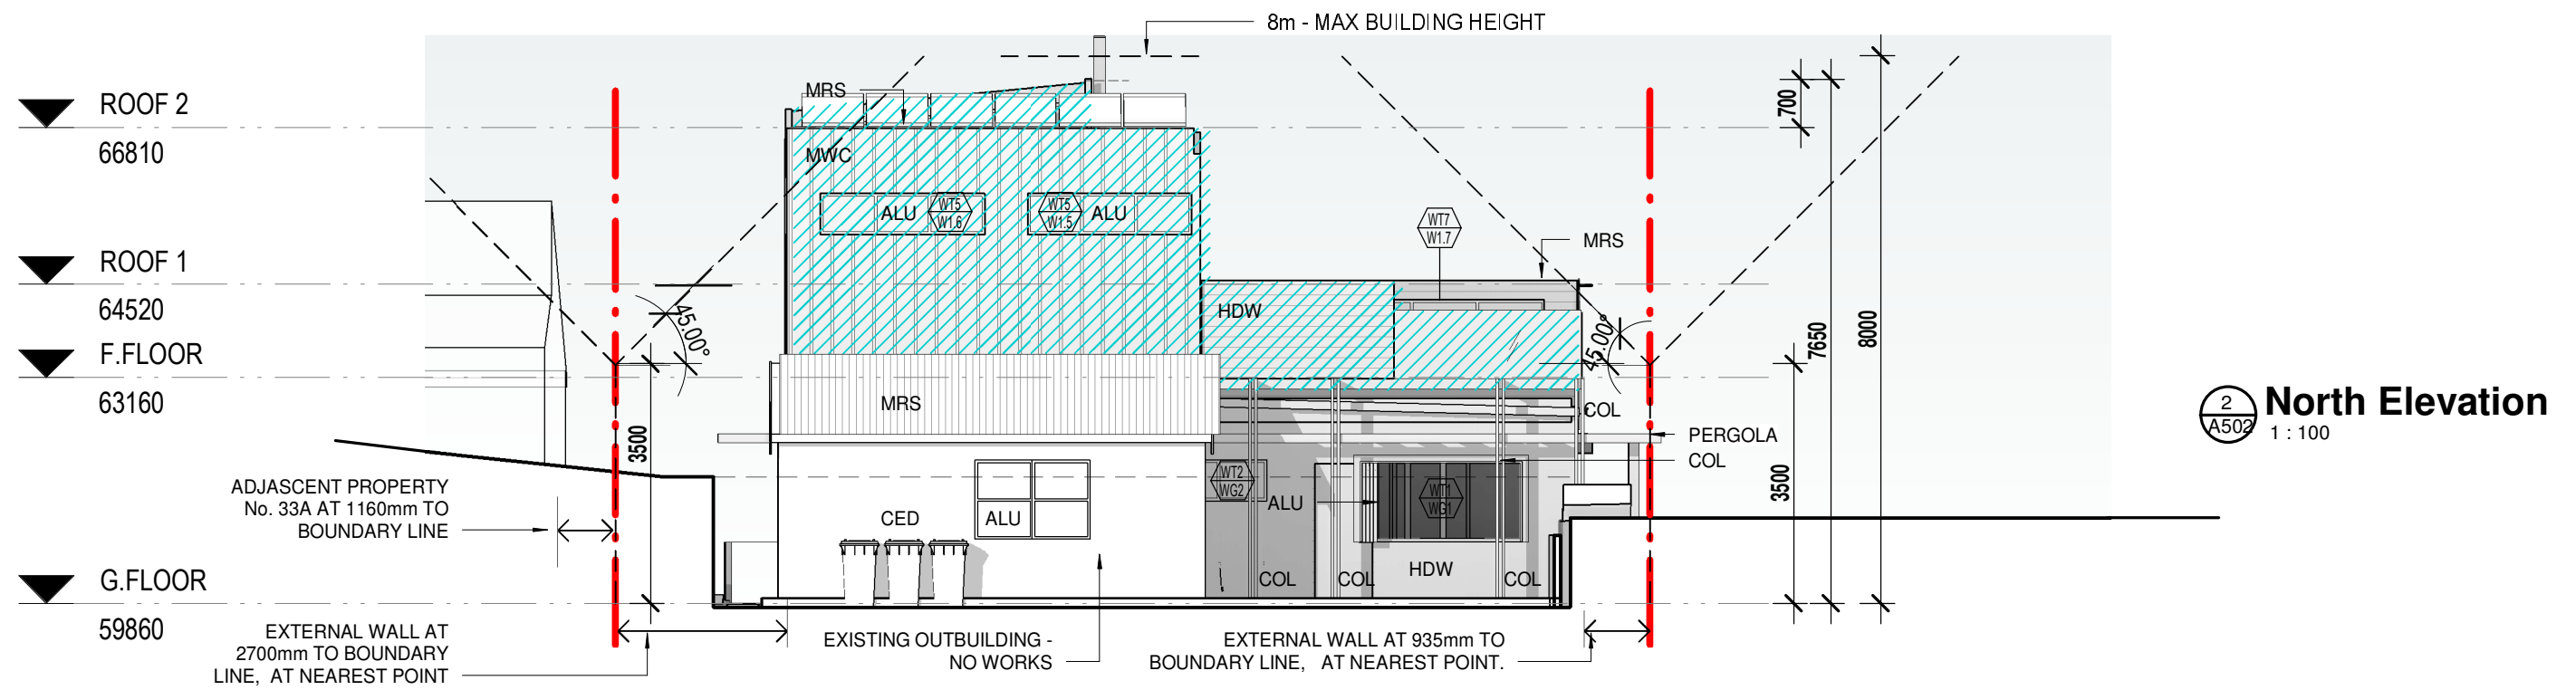 8m - MAX BUILDING HEIGHT
ROOF 2
66810
MRS
700
MWC
ALU
WT5
W1.6
WT5
W1.5
ALU
WT7
W1.7
MRS
ROOF 1
64520
HDW
45.00°
45.00°
7650
8000
F.FLOOR
63160
MRS
COL
2
A502
North Elevation
1 : 100
3500
PERGOLA
COL
3500
ADJASCENT PROPERTY
No. 33A AT 1160mm TO
BOUNDARY LINE
CED
ALU
WT2
WG2
ALU
WT1
WG1
COL
COL
HDW
COL
G.FLOOR
59860
EXTERNAL WALL AT
2700mm TO BOUNDARY
LINE, AT NEAREST POINT
EXISTING OUTBUILDING -
NO WORKS
EXTERNAL WALL AT 935mm TO
BOUNDARY LINE, AT NEAREST POINT.